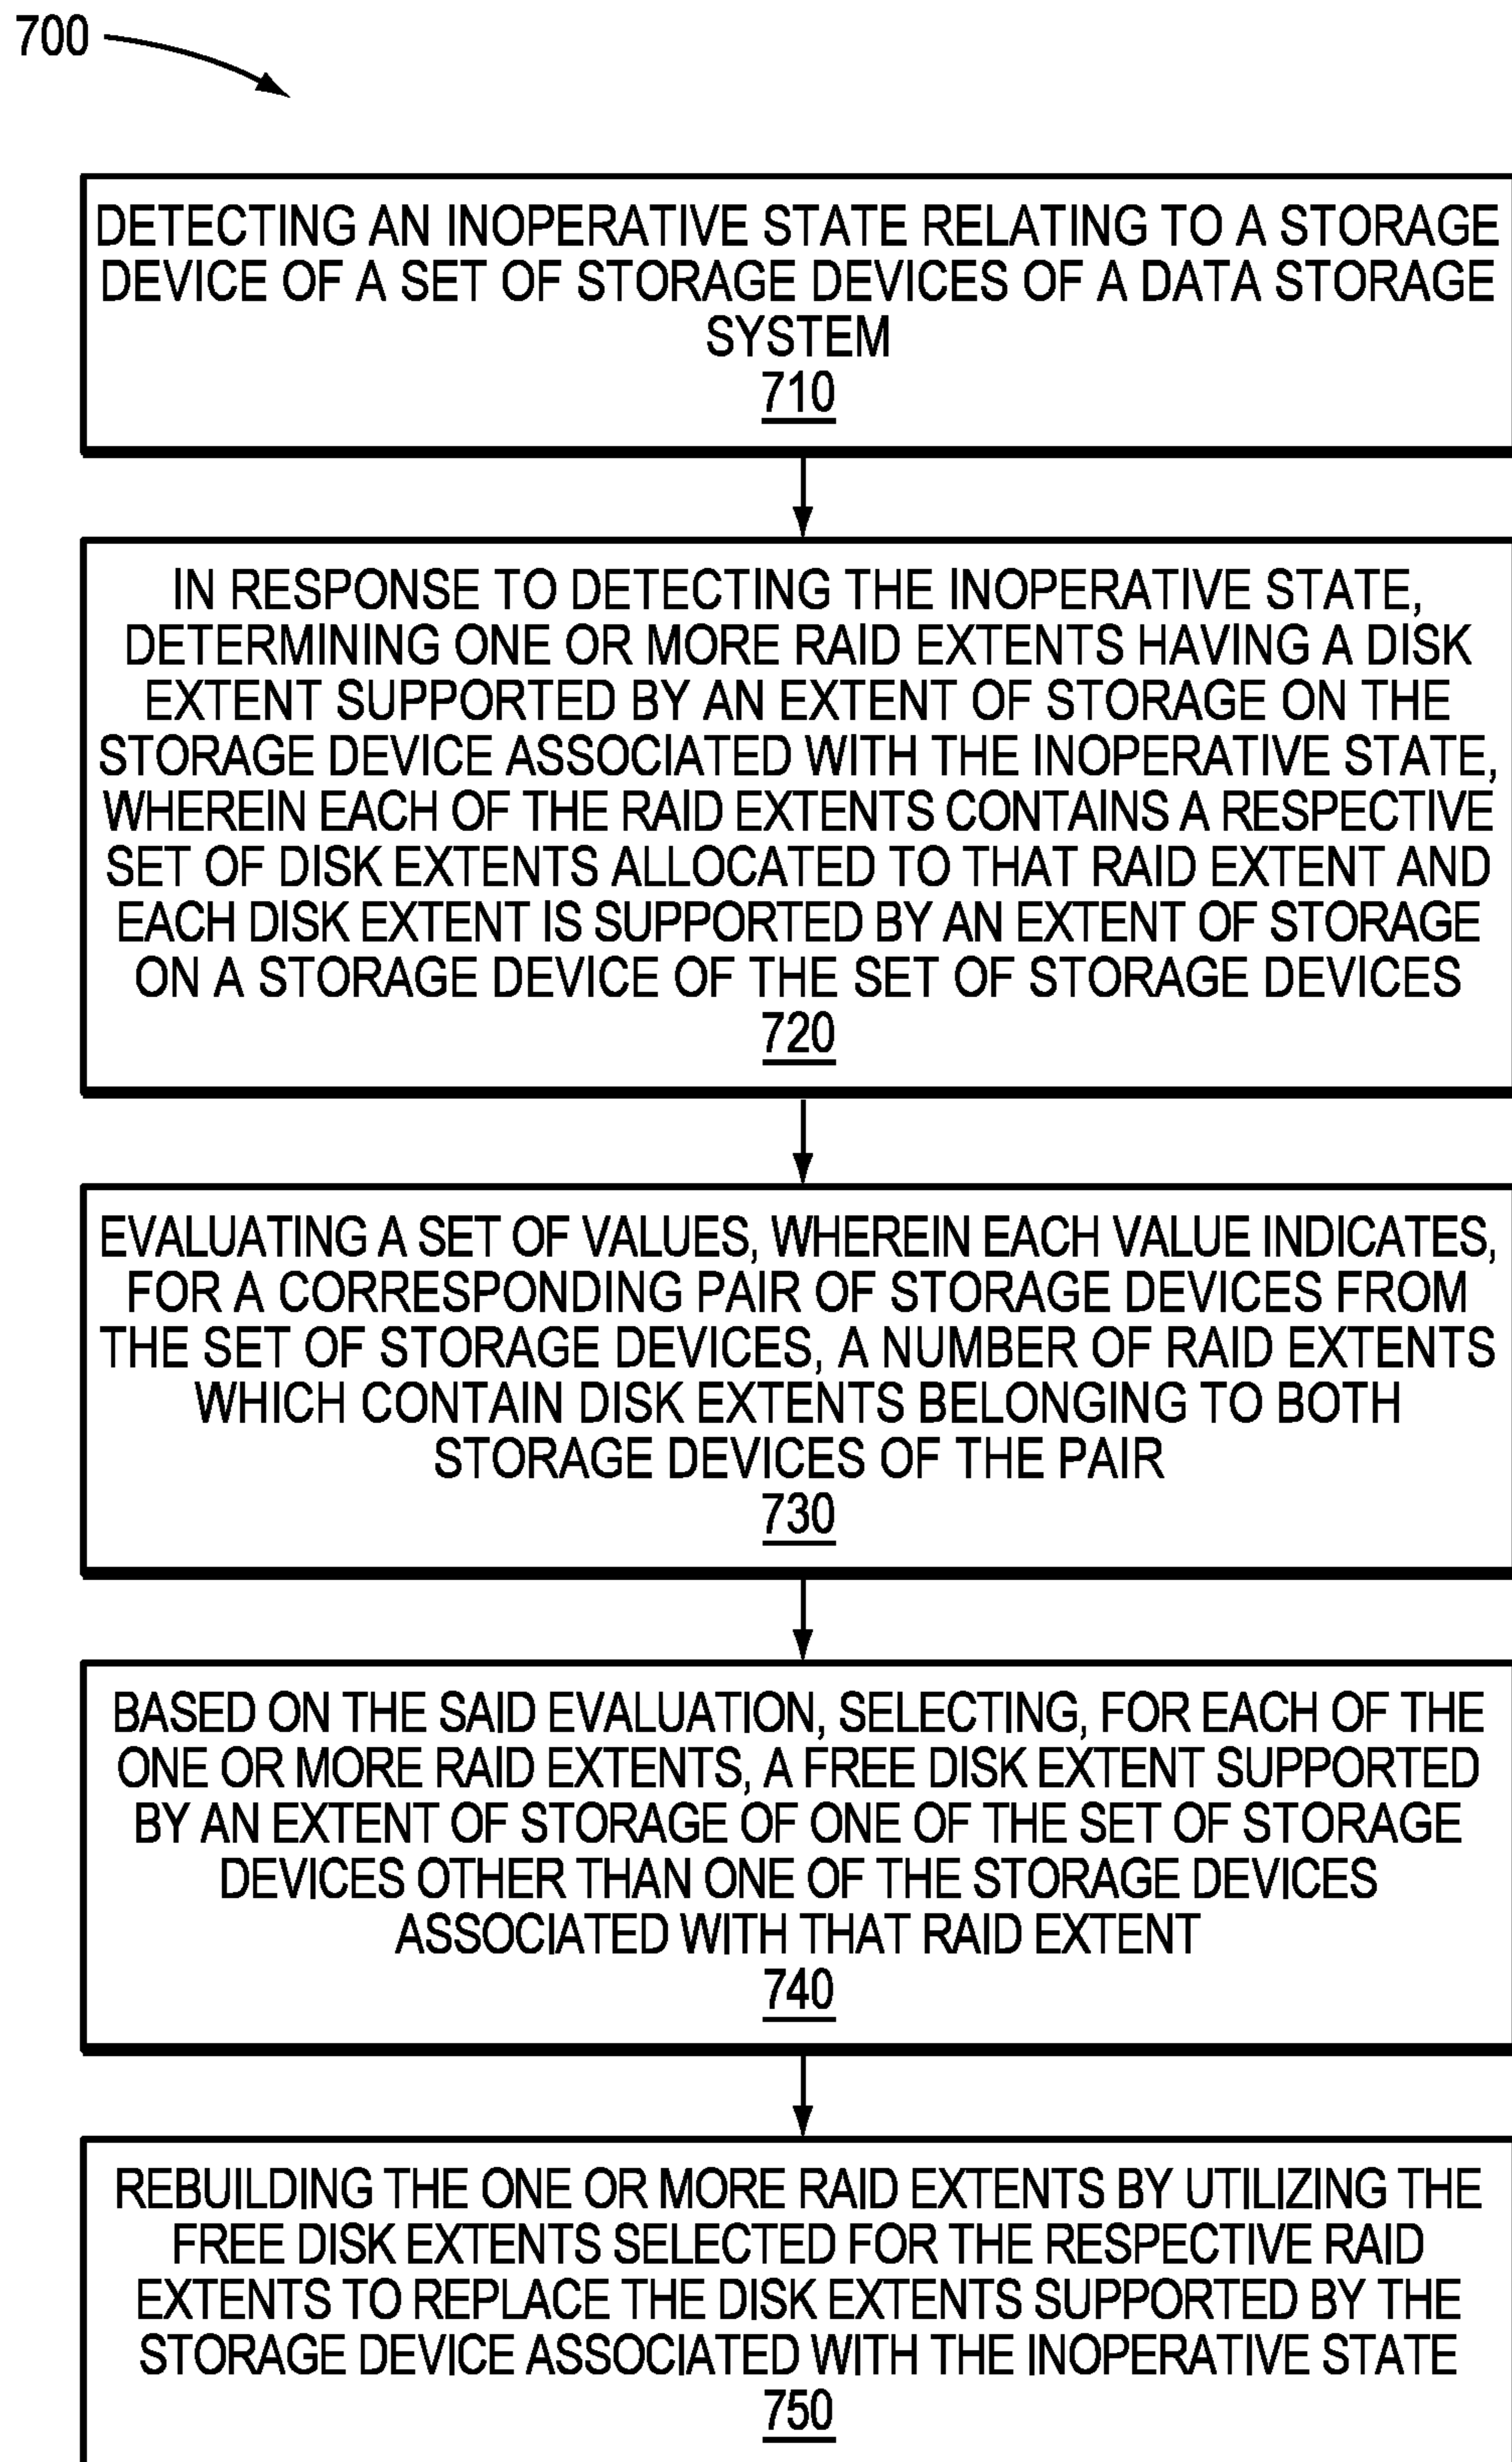 700
DETECTING AN INOPERATIVE STATE RELATING TO A STORAGE
DEVICE OF A SET OF STORAGE DEVICES OF A DATA STORAGE
SYSTEM
710
IN RESPONSE TO DETECTING THE INOPERATIVE STATE,
DETERMINING ONE OR MORE RAID EXTENTS HAVING A DISK
EXTENT SUPPORTED BY AN EXTENT OF STORAGE ON THE
STORAGE DEVICE ASSOCIATED WITH THE INOPERATIVE STATE,
WHEREIN EACH OF THE RAID EXTENTS CONTAINS A RESPECTIVE
SET OF DISK EXTENTS ALLOCATED TO THAT RAID EXTENT AND
EACH DISK EXTENT IS SUPPORTED BY AN EXTENT OF STORAGE
ON A STORAGE DEVICE OF THE SET OF STORAGE DEVICES
720
EVALUATING A SET OF VALUES, WHEREIN EACH VALUE INDICATES,
FOR A CORRESPONDING PAIR OF STORAGE DEVICES FROM
THE SET OF STORAGE DEVICES, A NUMBER OF RAID EXTENTS
WHICH CONTAIN DISK EXTENTS BELONGING TO BOTH
STORAGE DEVICES OF THE PAIR
730
BASED ON THE SAID EVALUATION, SELECTING, FOR EACH OF THE
ONE OR MORE RAID EXTENTS, A FREE DISK EXTENT SUPPORTED
BY AN EXTENT OF STORAGE OF ONE OF THE SET OF STORAGE
DEVICES OTHER THAN ONE OF THE STORAGE DEVICES
ASSOCIATED WITH THAT RAID EXTENT
740
REBUILDING THE ONE OR MORE RAID EXTENTS BY UTILIZING THE
FREE DISK EXTENTS SELECTED FOR THE RESPECTIVE RAID
EXTENTS TO REPLACE THE DISK EXTENTS SUPPORTED BY THE
STORAGE DEVICE ASSOCIATED WITH THE INOPERATIVE STATE
750